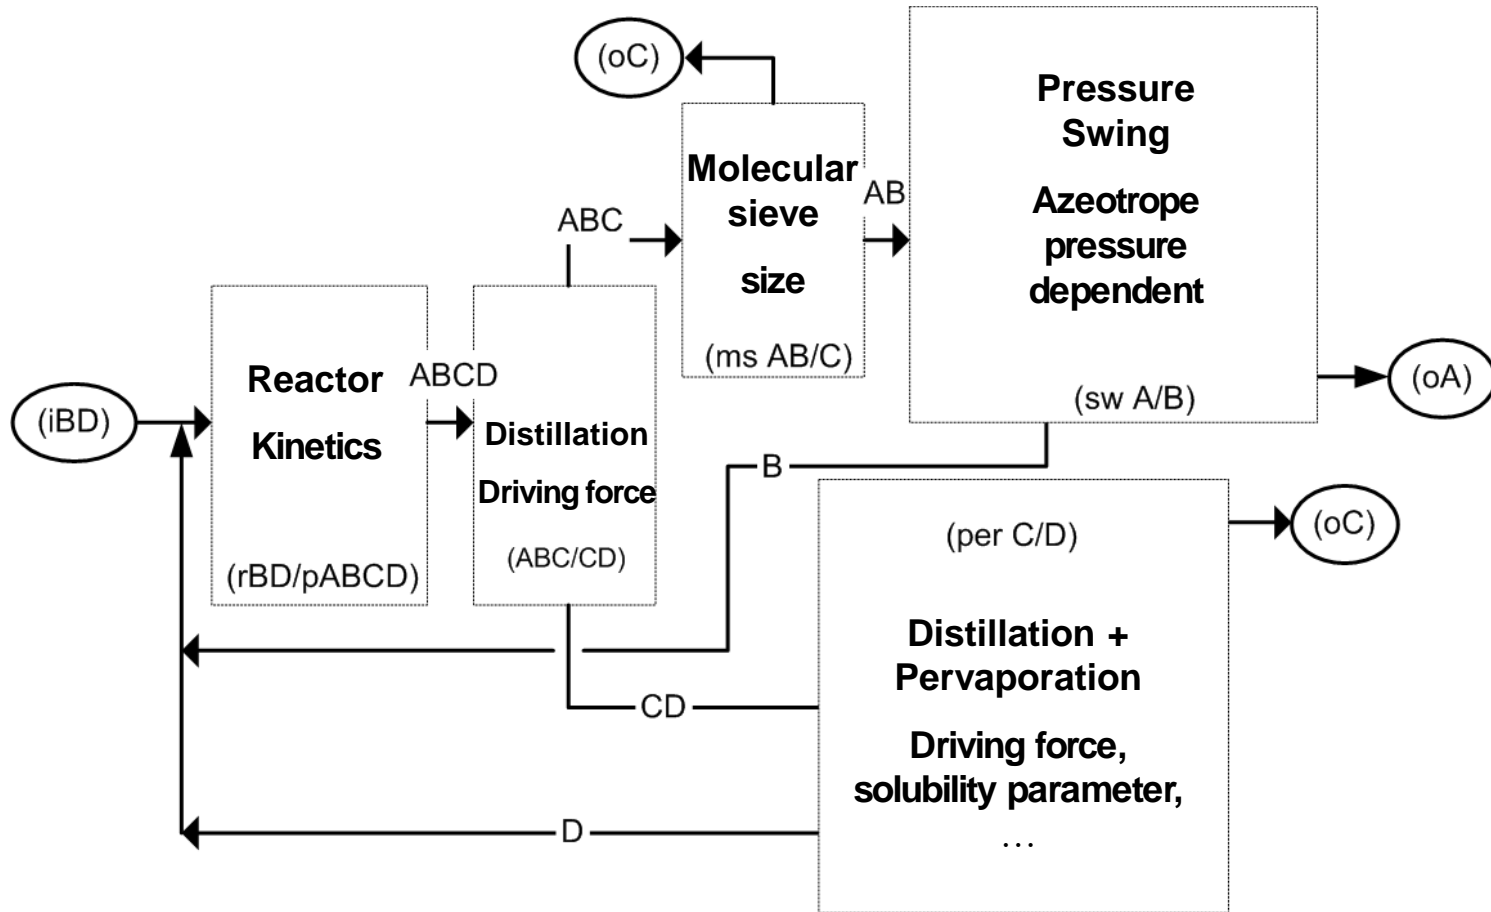 (oC)
Pressure
Swing
Azeotrope
pressure
dependent
(sw A/B)
Molecular
sieve
size
(ms AB/C)
AB
ABC
(iBD)
Reactor
Kinetics
(rBD/pABCD)
ABCD
Distillation
Driving force
(ABC/CD)
(oA)
B
(per C/D)
Distillation +
Pervaporation
Driving force,
solubility parameter,
...
(oC)
CD
D